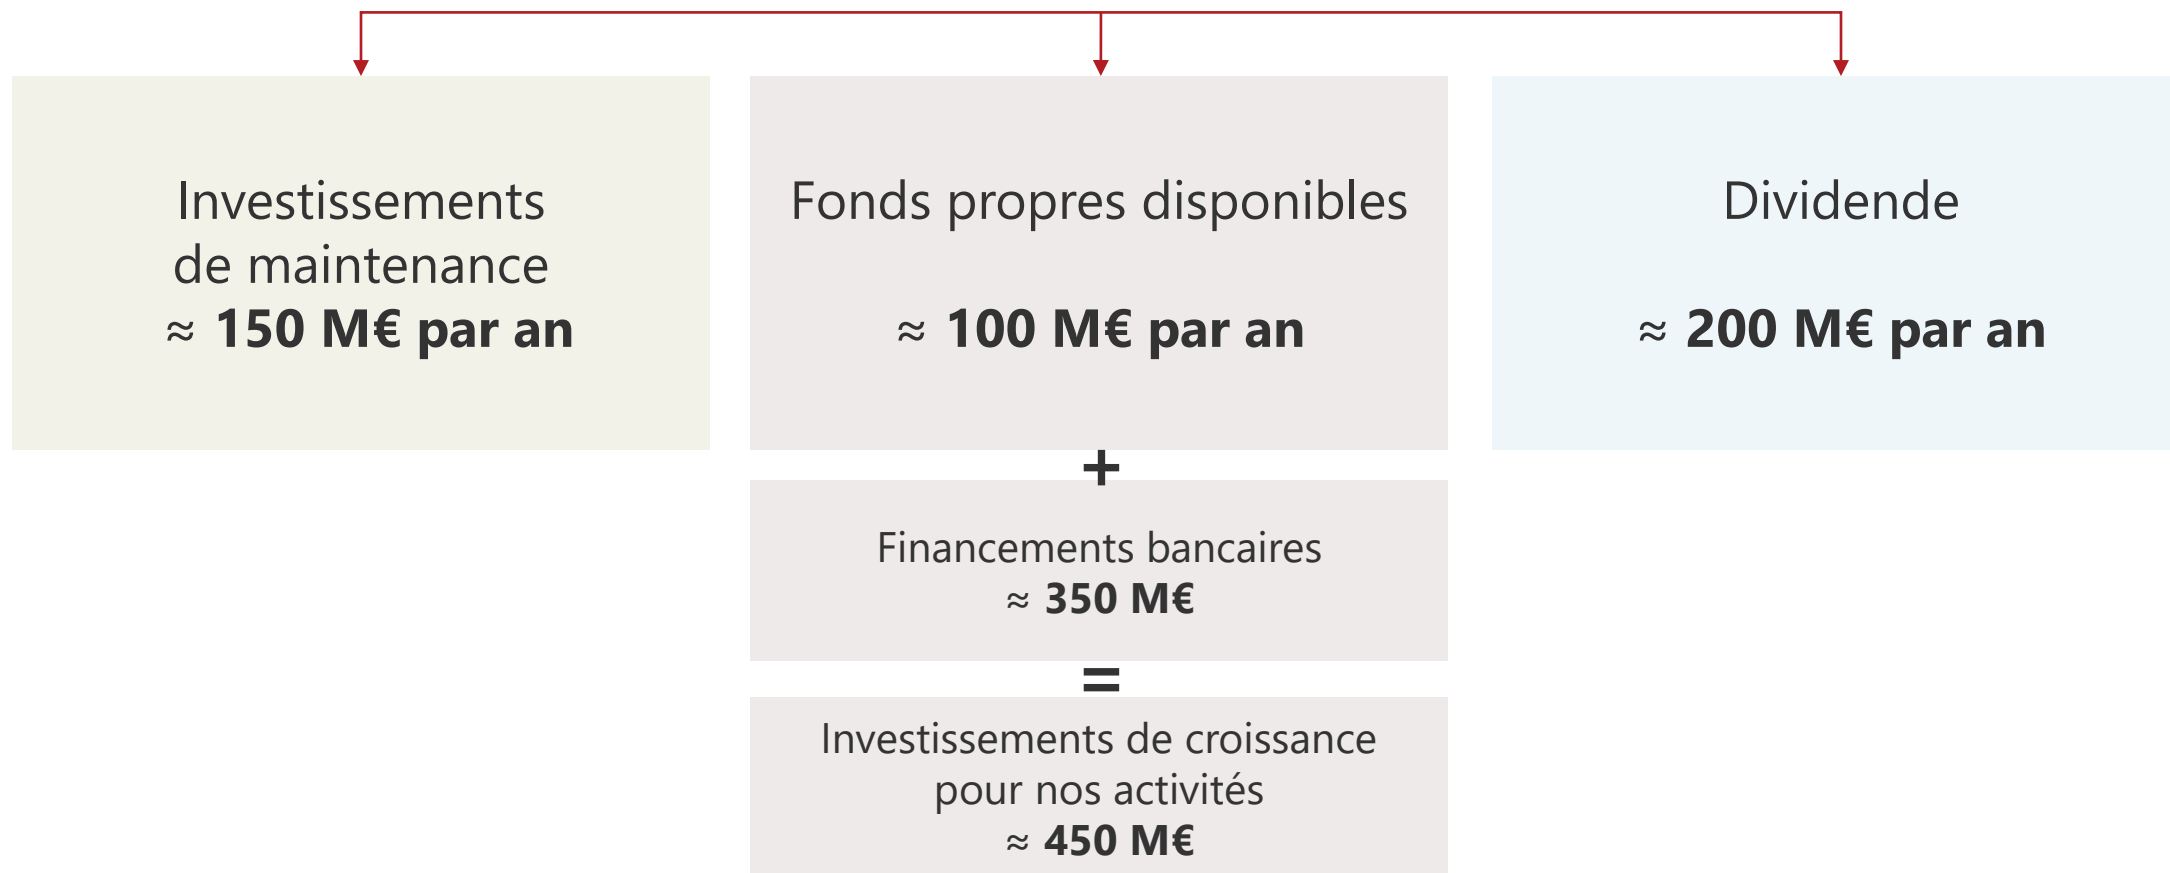 Investissements
de maintenance
≈ 150 M€ par an
Fonds propres disponibles
≈ 100 M€ par an
Dividende
≈ 200 M€ par an
+
Financements bancaires
≈ 350 M€
=
Investissements de croissance
pour nos activités
≈ 450 M€